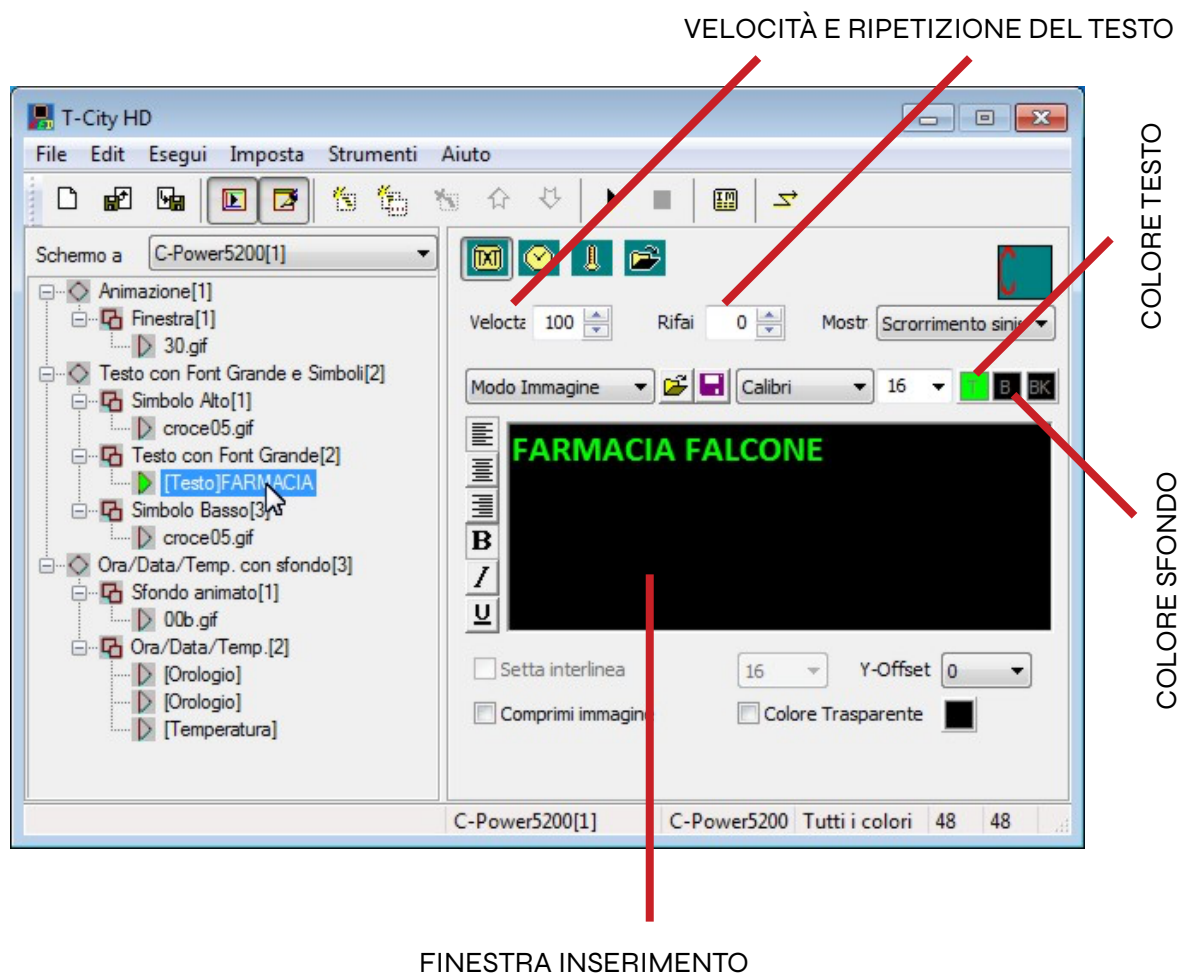 VELOCITÀ E RIPETIZIONE DEL TESTO
T-City HD
File Edit Esegui Imposta Strumenti Aiuto
Schermo a C-Power5200[1]
Animazione[1]
Finestra[1]
30.gif
Testo con Font Grande e Simboli[2]
Simbolo Alto[1]
croce05.gif
Testo con Font Grande[2]
[Testo]FARMACIA
Simbolo Basso[3]
croce05.gif
Ora/Data/Temp. con sfondo[3]
Sfondo animato[1]
00b.gif
Ora/Data/Temp.[2]
[Orologio]
[Orologio]
[Temperatura]
TXT
Velocta 100 Rifai 0 Mostr Scrorrimento sinis
Modo Immagine Calibri 16 T B BK
FARMACIA FALCONE
B
I
U
Setta interlinea 16 Y-Offset 0
Comprimi immagine Colore Trasparente
C-Power5200[1] C-Power5200 Tutti i colori 48 48
COLORE TESTO
COLORE SFONDO
FINESTRA INSERIMENTO